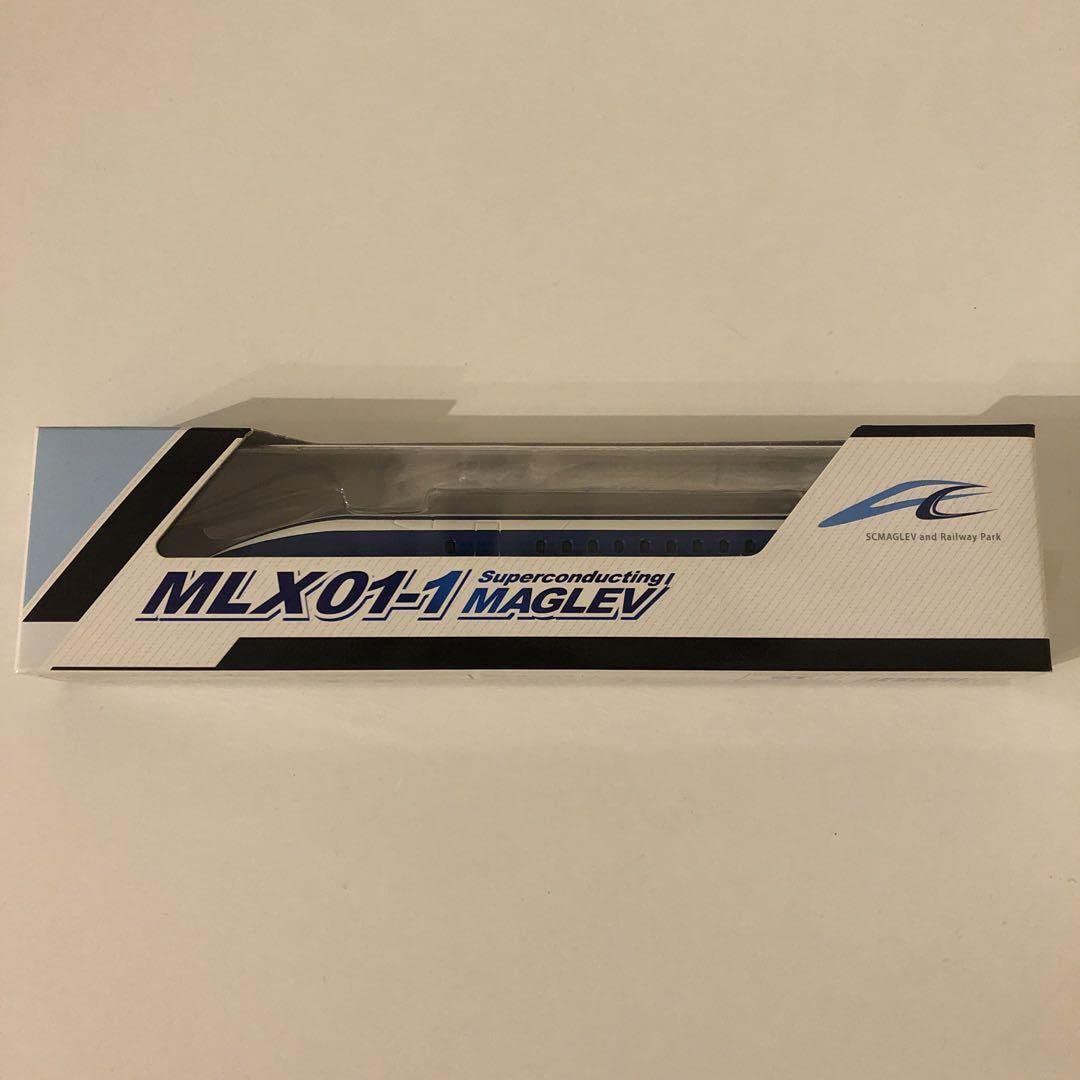 SCMAGLEV and Railway Park
MLX01-1 Superconducting
MAGLEV